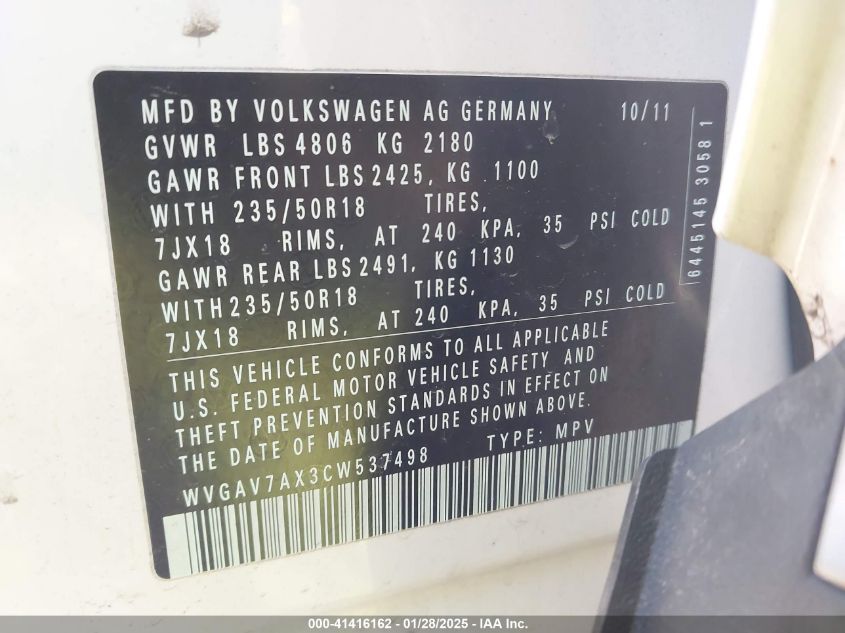 MFD BY VOLKSWAGEN AG GERMANY 10/11
GVWR LBS 4806 KG 2180
GAWR FRONT LBS 2425, KG 1100
WITH 235/50R18 TIRES,
7JX18 RIMS, AT 240 KPA, 35 PSI COLD
GAWR REAR LBS 2491, KG 1130
WITH 235/50R18 TIRES,
7JX18 RIMS, AT 240 KPA, 35 PSI COLD
THIS VEHICLE CONFORMS TO ALL APPLICABLE
U.S. FEDERAL MOTOR VEHICLE SAFETY AND
THEFT PREVENTION STANDARDS IN EFFECT ON
THE DATE OF MANUFACTURE SHOWN ABOVE.
WVGAV7AX3CW537498 TYPE: MPV
6445145 3058 1
000-41416162 - 01/28/2025 - IAA Inc.